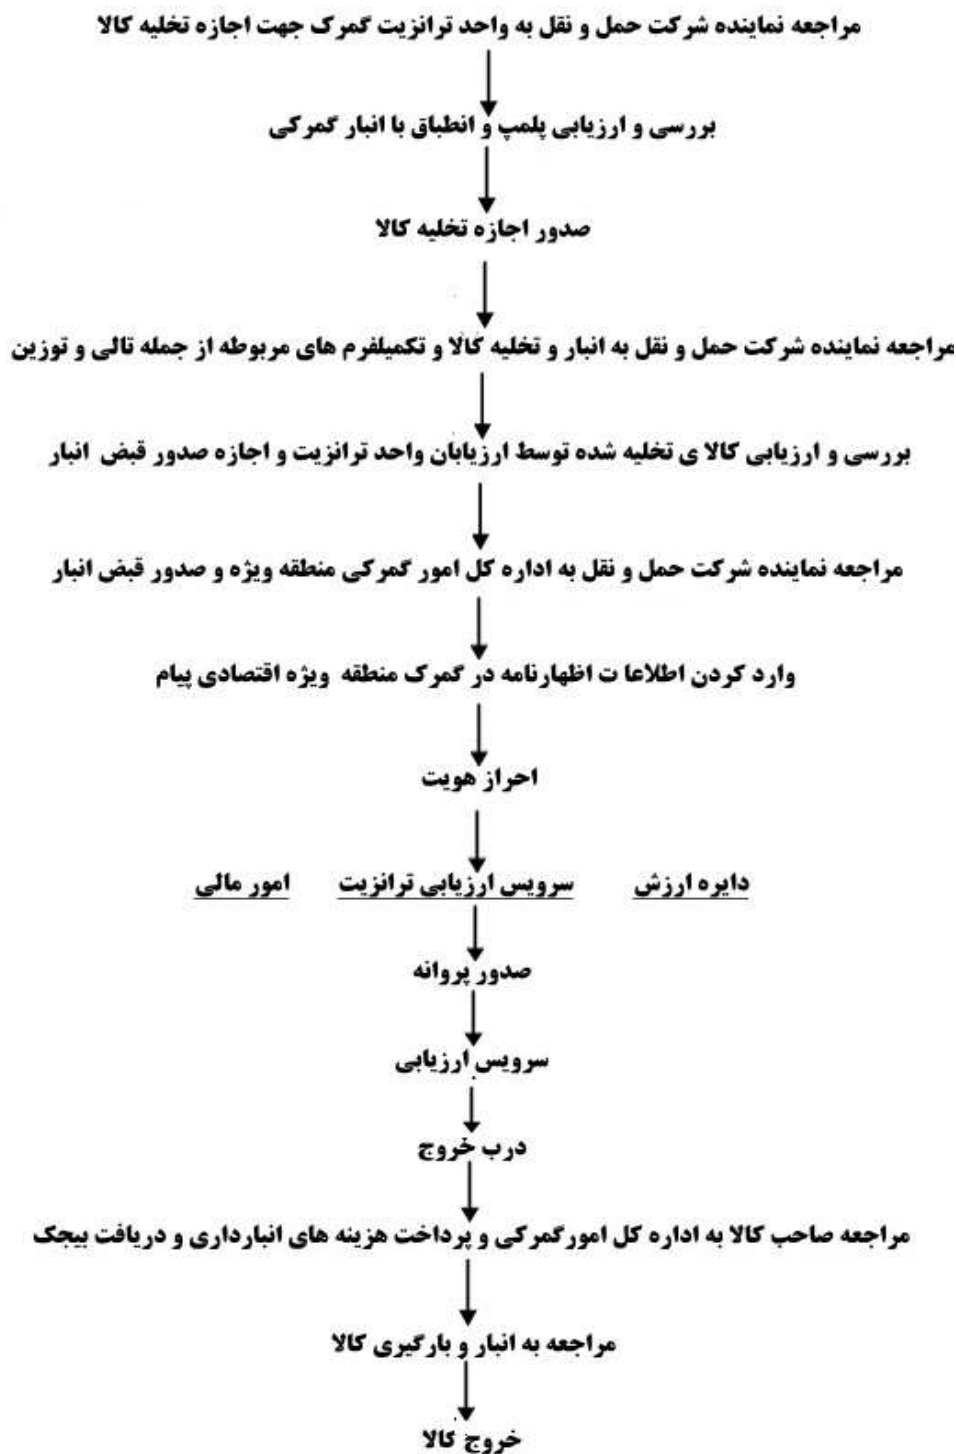 مراجعه نماینده شرکت حمل و نقل به واحد ترانزیت گمرک جهت اجازه تخلیه کالا
بررسی و ارزیابی پلمپ و انطباق با انبار گمرکی
صدور اجازه تخلیه کالا
مراجعه نماینده شرکت حمل و نقل به انبار و تخلیه کالا و تکمیلفرم های مربوطه از جمله تالی و توزین
بررسی و ارزیابی کالا ی تخلیه شده توسط ارزیابان واحد ترانزیت و اجازه صدور قبض انبار
مراجعه نماینده شرکت حمل و نقل به اداره کل امور گمرکی منطقه ویژه و صدور قبض انبار
وارد کردن اطلاعا ت اظهارنامه در گمرک منطقه ویژه اقتصادی پیام
احراز هویت
دایره ارزش سرویس ارزیابی ترانزیت امور مالی
صدور پروانه
سرویس ارزیابی
درب خروج
مراجعه صاحب کالا به اداره کل امورگمرکی و پرداخت هزینه های انبارداری و دریافت بیجک
مراجعه به انبار و بارگیری کالا
خروج کالا